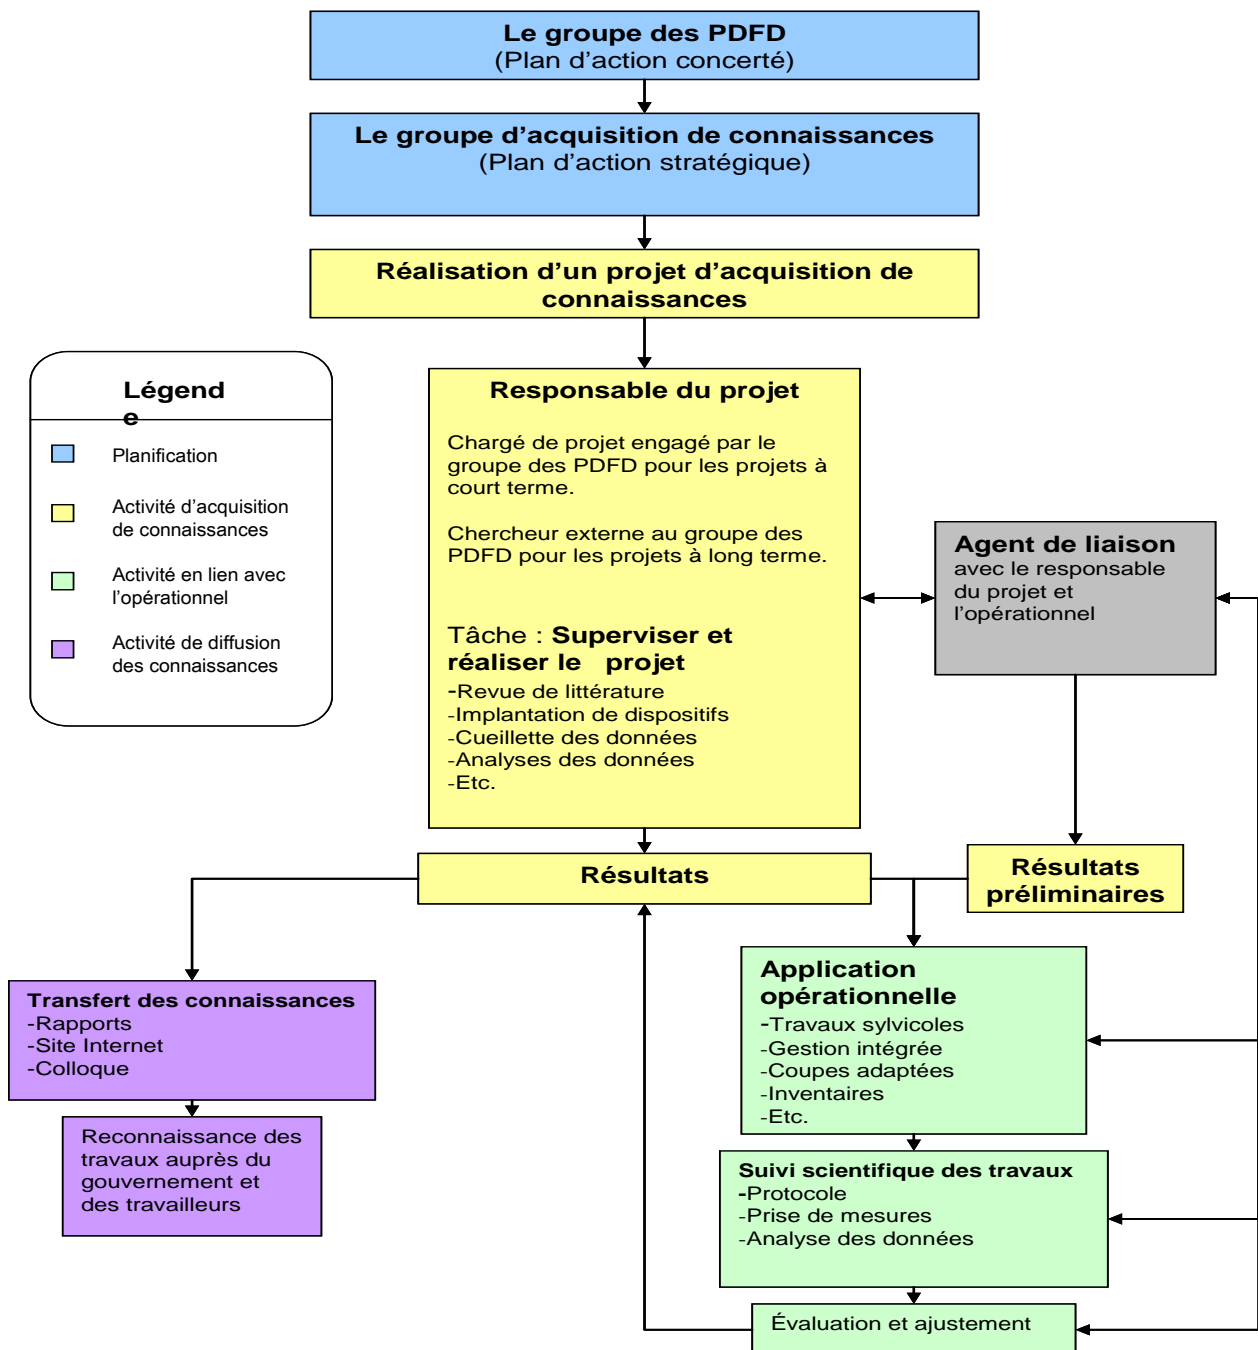 Le groupe des PDFD
(Plan d'action concerté)
Le groupe d'acquisition de connaissances
(Plan d'action stratégique)
Réalisation d'un projet d'acquisition de
connaissances
Légend
e
Planification
Activité d'acquisition
de connaissances
Activité en lien avec
l'opérationnel
Activité de diffusion
des connaissances
Responsable du projet
Chargé de projet engagé par le
groupe des PDFD pour les projets à
court terme.
Chercheur externe au groupe des
PDFD pour les projets à long terme.
Tâche : Superviser et
réaliser le projet
-Revue de littérature
-Implantation de dispositifs
-Cueillette des données
-Analyses des données
-Etc.
Agent de liaison
avec le responsable
du projet et
l'opérationnel
Résultats
Résultats
préliminaires
Transfert des connaissances
-Rapports
-Site Internet
-Colloque
Reconnaissance des
travaux auprès du
gouvernement et
des travailleurs
Application
opérationnelle
-Travaux sylvicoles
-Gestion intégrée
-Coupes adaptées
-Inventaires
-Etc.
Suivi scientifique des travaux
-Protocole
-Prise de mesures
-Analyse des données
Évaluation et ajustement